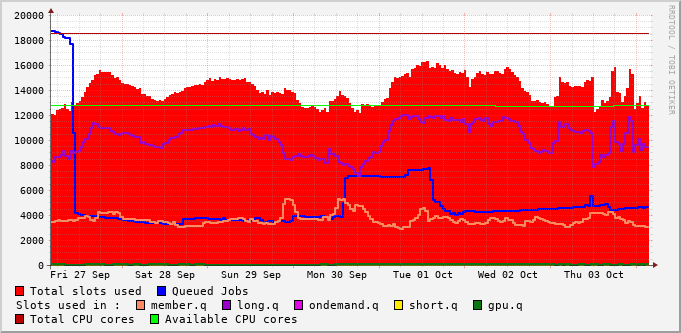 20000
18000
16000
14000
12000
10000
8000
6000
4000
2000
0
Fri 27 Sep Sat 28 Sep Sun 29 Sep Mon 30 Sep Tue 01 Oct Wed 02 Oct Thu 03 Oct
RRDTOOL / TOBI OETIKER
Total slots used Queued Jobs
Slots used in : member.q long.q ondemand.q short.q gpu.q
Total CPU cores Available CPU cores